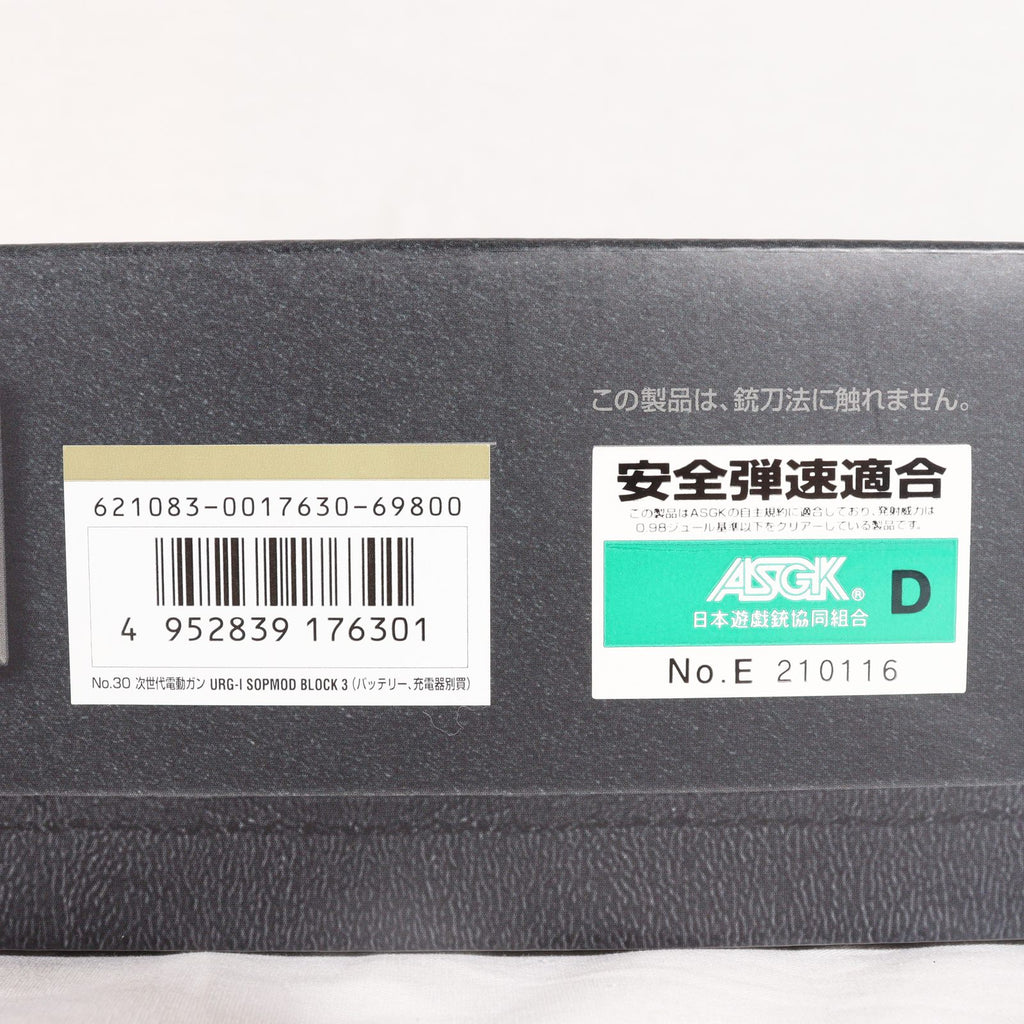 この製品は、銃刀法に触れません。
621083-0017630-69800
4 952839 176301
No.30 次世代電動ガン URG-I SOPMOD BLOCK 3 (バッテリー、充電器別買)
安全弾速適合
この製品はASGKの自主規約に適合しており、発射威力は
0.98ジュール基準以下をクリアーしている製品です。
ASGK® D
日本遊戯銃協同組合
No.E 210116